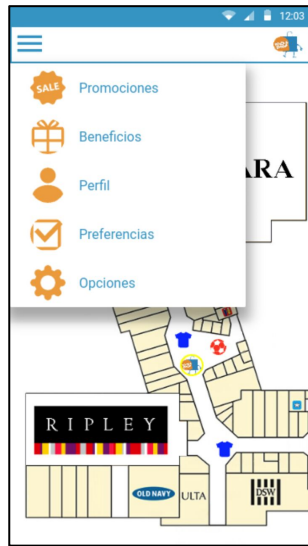 12:03
SALE Promociones
Beneficios
Perfil
Preferencias
Opciones
ARA
RIPLEY
OLD NAVY
ULTA
DSW